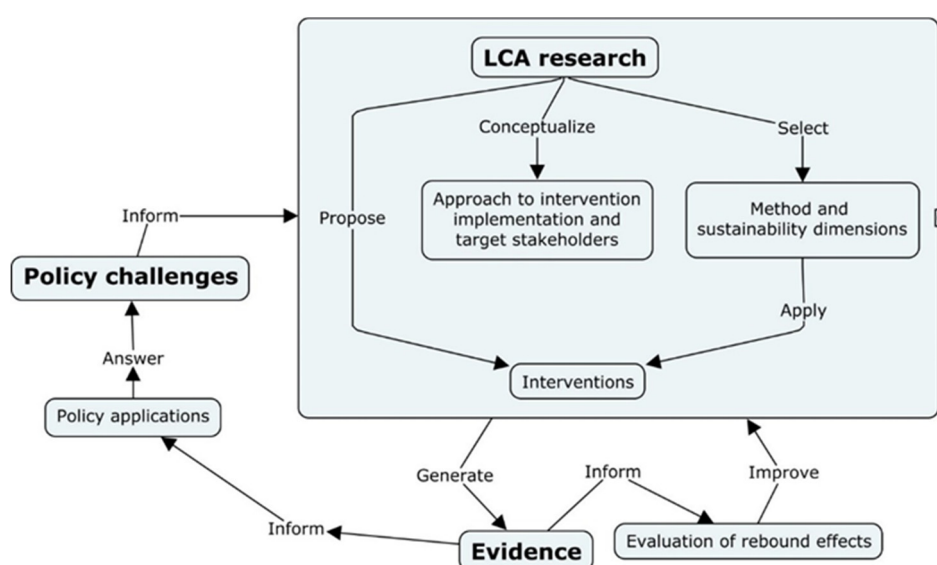 LCA research
Conceptualize
Select
Approach to intervention
implementation and
target stakeholders
Method and
sustainability dimensions
Inform
Propose
Policy challenges
Apply
Answer
Interventions
Policy applications
Generate
Inform
Improve
Inform
Evidence
Evaluation of rebound effects